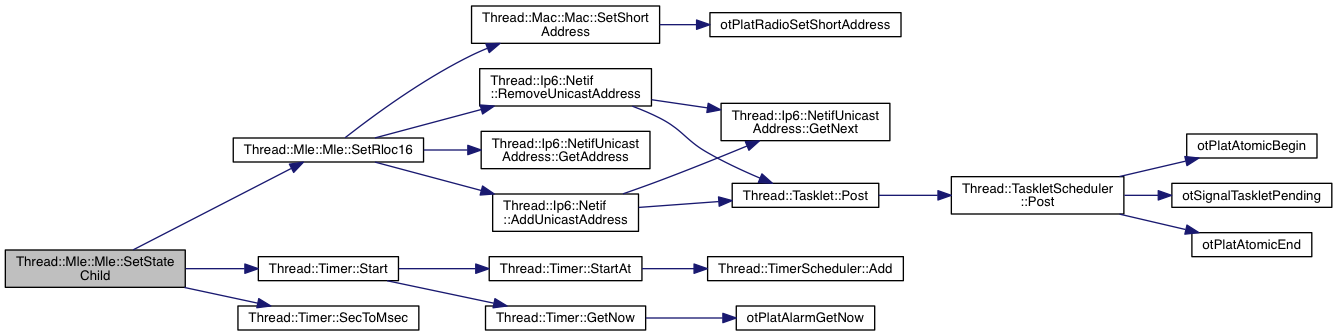 Thread::Mac::Mac::SetShort
Address
otPlatRadioSetShortAddress
Thread::Ip6::Netif
::RemoveUnicastAddress
Thread::Ip6::NetifUnicast
Address::GetNext
Thread::Mle::Mle::SetRloc16
Thread::Ip6::NetifUnicast
Address::GetAddress
otPlatAtomicBegin
Thread::Ip6::Netif
::AddUnicastAddress
Thread::Tasklet::Post
Thread::TaskletScheduler
::Post
otSignalTaskletPending
otPlatAtomicEnd
Thread::Mle::Mle::SetState
Child
Thread::Timer::Start
Thread::Timer::StartAt
Thread::TimerScheduler::Add
Thread::Timer::SecToMsec
Thread::Timer::GetNow
otPlatAlarmGetNow